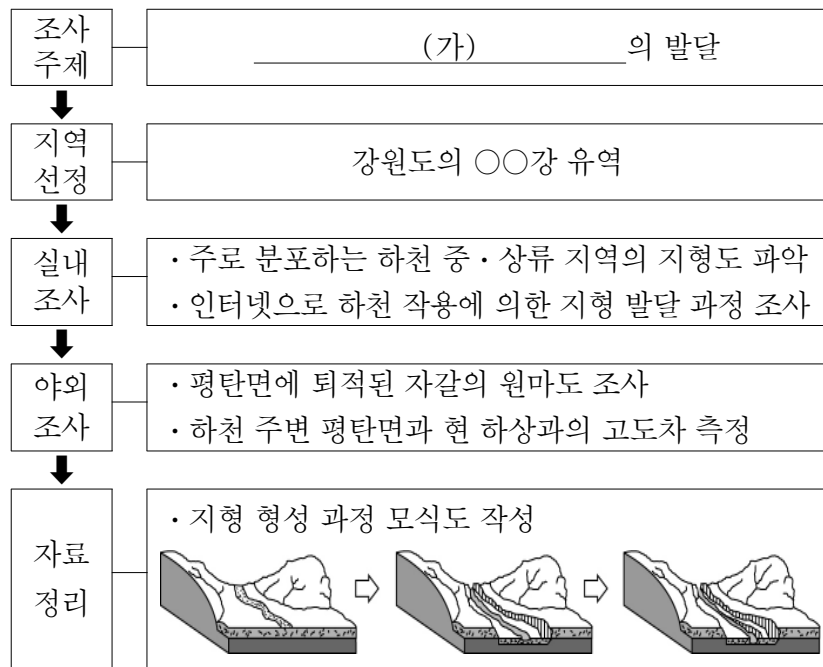 조사
주제
(가)의 발달
지역
선정
강원도의 ○○강 유역
실내
조사
・주로 분포하는 하천 중・상류 지역의 지형도 파악
・인터넷으로 하천 작용에 의한 지형 발달 과정 조사
야외
조사
・평탄면에 퇴적된 자갈의 원마도 조사
・하천 주변 평탄면과 현 하상과의 고도차 측정
자료
정리
・지형 형성 과정 모식도 작성